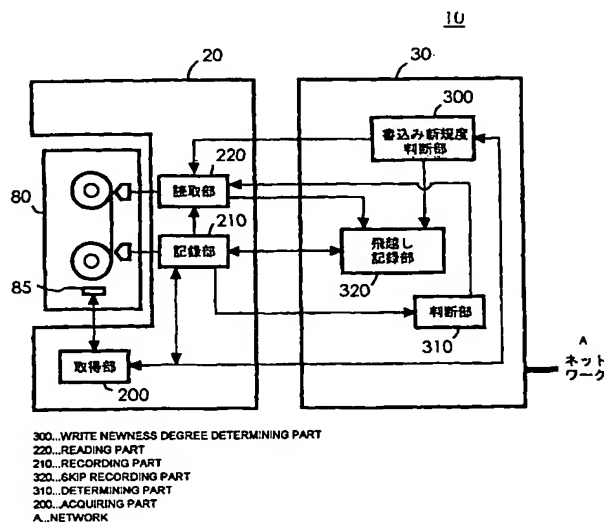 10
20
30
300
書込み新規度
判断部
220
読取部
80
210
記録部
飛越し
記録部
320
85
判断部
310
取得部
200
A
ネット
ワーク
300...WRITE NEWNESS DEGREE DETERMINING PART
220...READING PART
210...RECORDING PART
320...SKIP RECORDING PART
310...DETERMINING PART
200...ACQUIRING PART
A...NETWORK